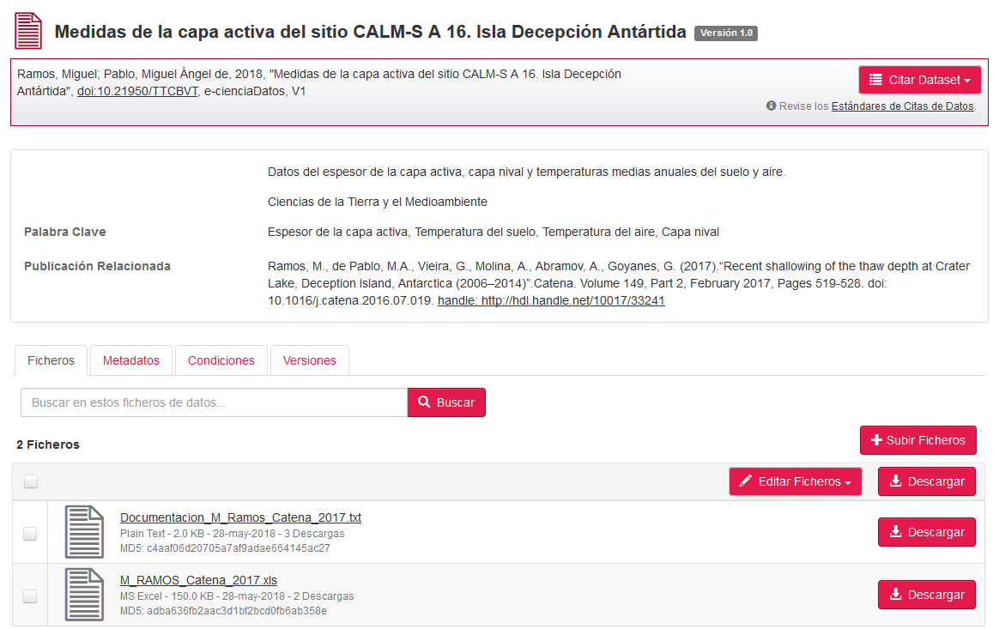 Medidas de la capa activa del sitio CALM-S A 16. Isla Decepción Antártida Versión 1.0
Ramos, Miguel; Pablo, Miguel Ángel de, 2018, "Medidas de la capa activa del sitio CALM-S A 16. Isla Decepción
Antártida", doi:10.21950/TTCBVT, e-cienciaDatos, V1
Citar Dataset
Revise los Estándares de Citas de Datos.
Datos del espesor de la capa activa, capa nival y temperaturas medias anuales del suelo y aire.
Ciencias de la Tierra y el Medioambiente
Palabra Clave Espesor de la capa activa, Temperatura del suelo, Temperatura del aire, Capa nival
Publicación Relacionada Ramos, M., de Pablo, M.A., Vieira, G., Molina, A., Abramov, A., Goyanes, G. (2017).“Recent shallowing of the thaw depth at Crater
Lake, Deception Island, Antarctica (2006–2014)”.Catena. Volume 149, Part 2, February 2017, Pages 519-528. doi:
10.1016/j.catena.2016.07.019. handle: http://hdl.handle.net/10017/33241
Ficheros Metadatos Condiciones Versiones
Buscar en estos ficheros de datos... Buscar
2 Ficheros Subir Ficheros
Editar Ficheros Descargar
Documentacion_M_Ramos_Catena_2017.txt
Plain Text - 2.0 KB - 28-may-2018 - 3 Descargas
MD5: c4aaf06d20705a7af9adae664145ac27
Descargar
M_RAMOS_Catena_2017.xls
MS Excel - 150.0 KB - 28-may-2018 - 2 Descargas
MD5: adba636fb2aac3d1bf2bcd0fb6ab358e
Descargar